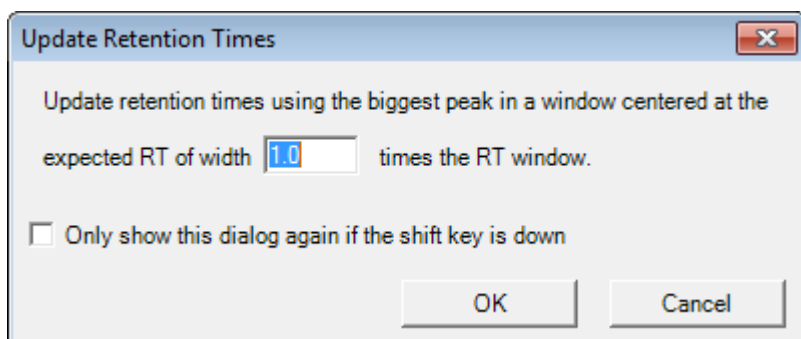 Update Retention Times
Update retention times using the biggest peak in a window centered at the
expected RT of width 1.0 times the RT window.
Only show this dialog again if the shift key is down
OK Cancel